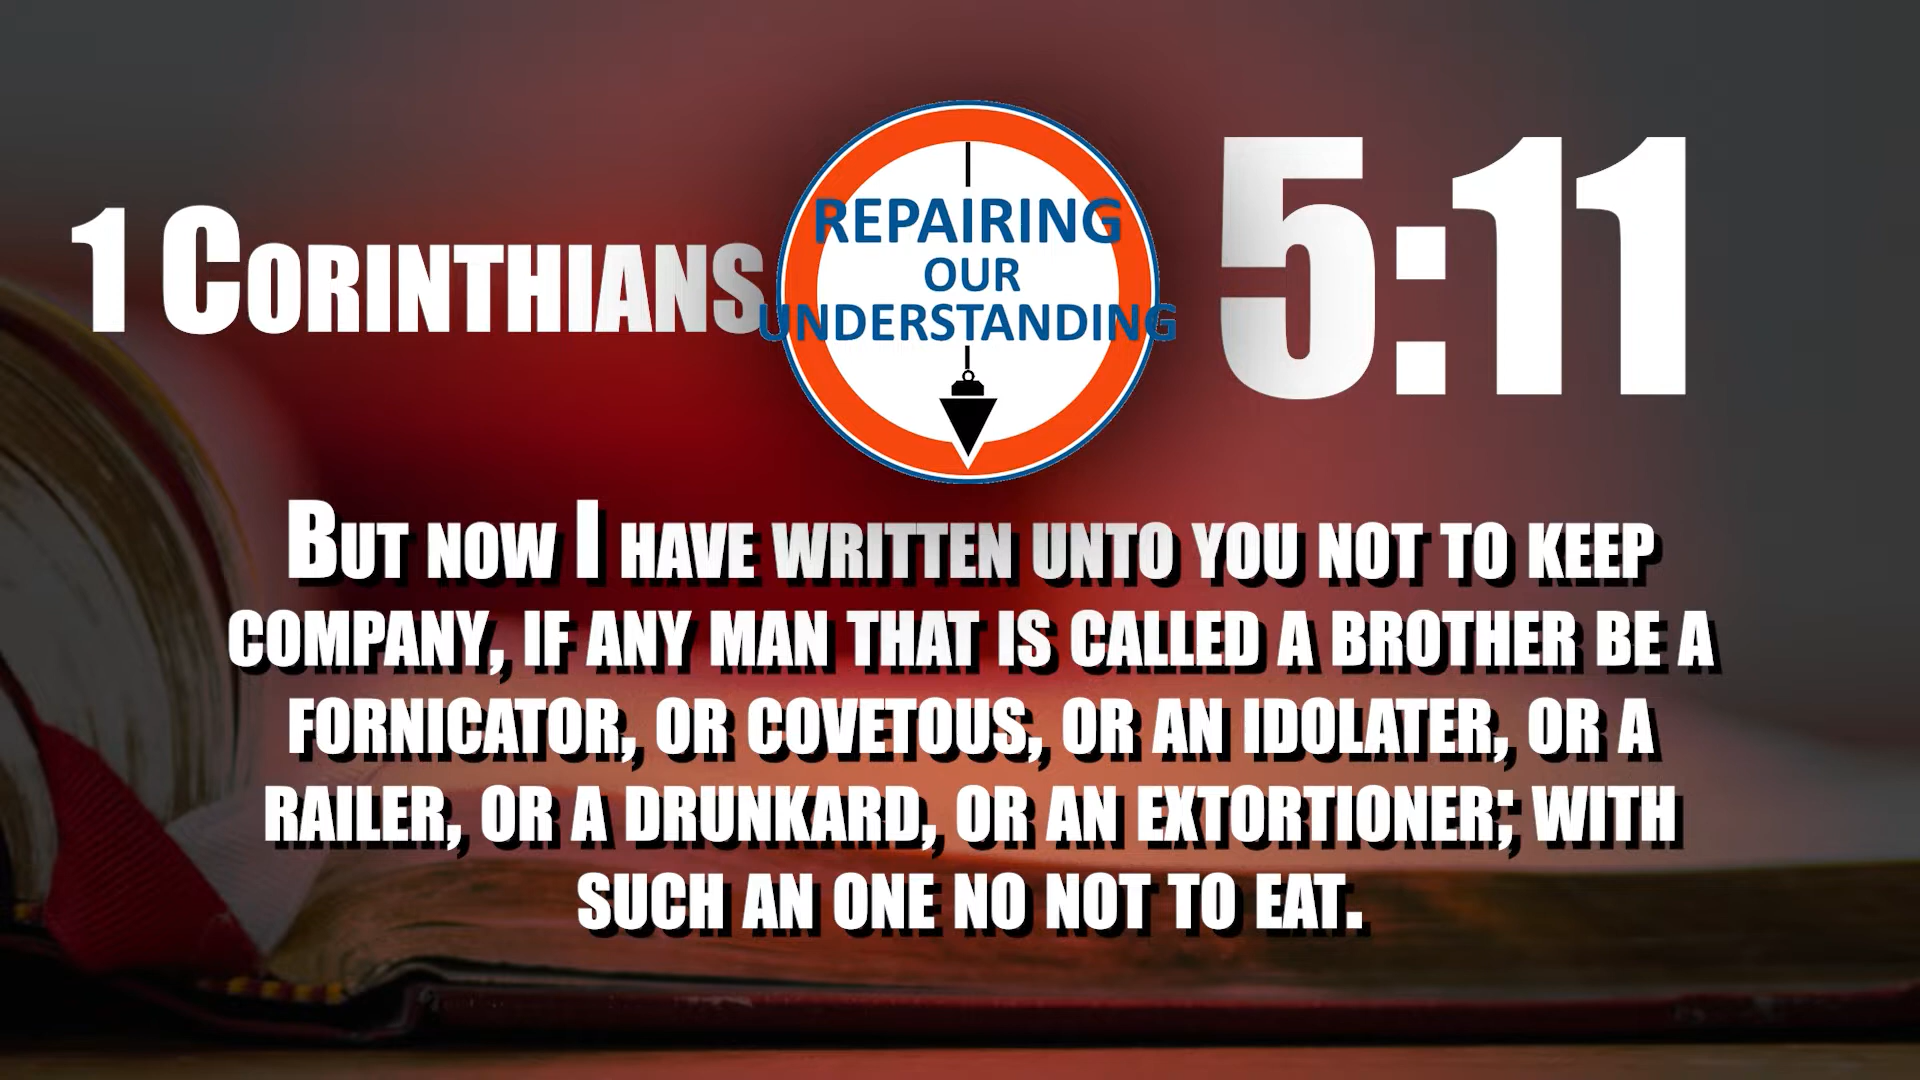 1 Corinthians
REPAIRING
OUR
UNDERSTANDING
5:11
But now I have written unto you not to keep
company, if any man that is called a brother be a
fornicator, or covetous, or an idolater, or a
railer, or a drunkard, or an extortioner; with
such an one no not to eat.